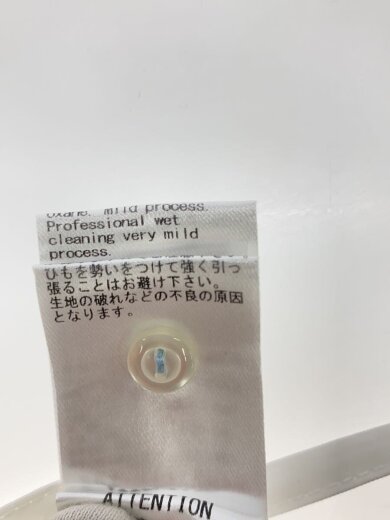 oxane. mild process.
Professional wet
cleaning very mild
process.
ひもを勢いをつけて強く引っ
張ることはお避け下さい。
生地の破れなどの不良の原因
となります。
ATTENTION